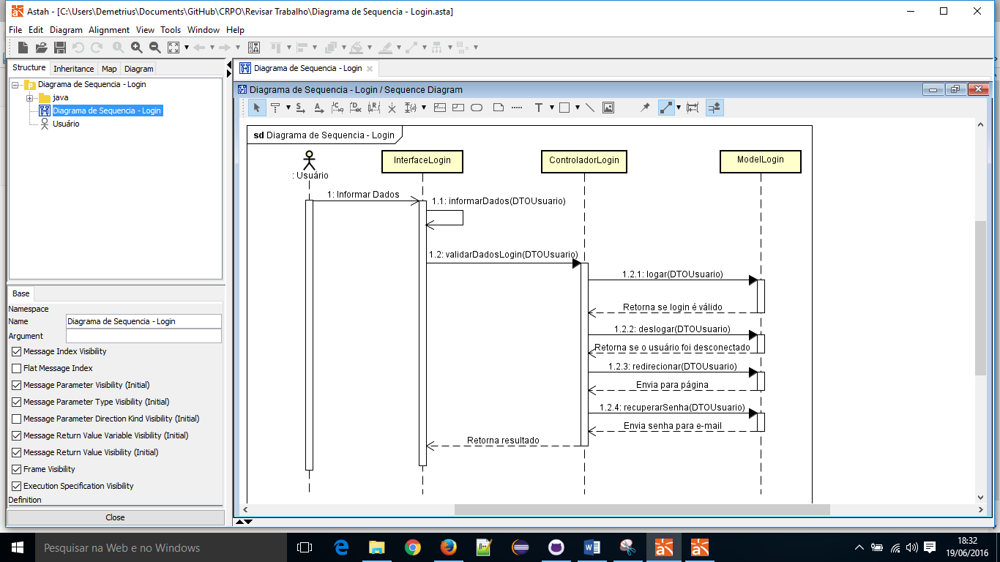 Astah - [C:\Users\Demetrius\Documents\GitHub\CRPO\Revisar Trabalho\Diagrama de Sequencia - Login.asta]
File Edit Diagram Alignment View Tools Window Help
Structure Inheritance Map Diagram
Diagrama de Sequencia - Login
java
Diagrama de Sequencia - Login
Usuário
Base
Namespace
Name Diagrama de Sequencia - Login
Argument
Message Index Visibility
Flat Message Index
Message Parameter Visibility (Initial)
Message Parameter Type Visibility (Initial)
Message Parameter Direction Kind Visibility (Initial)
Message Return Value Variable Visibility (Initial)
Message Return Value Visibility (Initial)
Frame Visibility
Execution Specification Visibility
Definition
Close
Diagrama de Sequencia - Login
Diagrama de Sequencia - Login / Sequence Diagram
sd Diagrama de Sequencia - Login
: Usuário
InterfaceLogin
ControladorLogin
ModelLogin
1: Informar Dados
1.1: informarDados(DTOUsuario)
1.2: validarDadosLogin(DTOUsuario)
1.2.1: logar(DTOUsuario)
Retorna se login é válido
1.2.2: deslogar(DTOUsuario)
Retorna se o usuário foi desconectado
1.2.3: redirecionar(DTOUsuario)
Envia para página
1.2.4: recuperarSenha(DTOUsuario)
Envia senha para e-mail
Retorna resultado
Pesquisar na Web e no Windows
18:32
19/06/2016